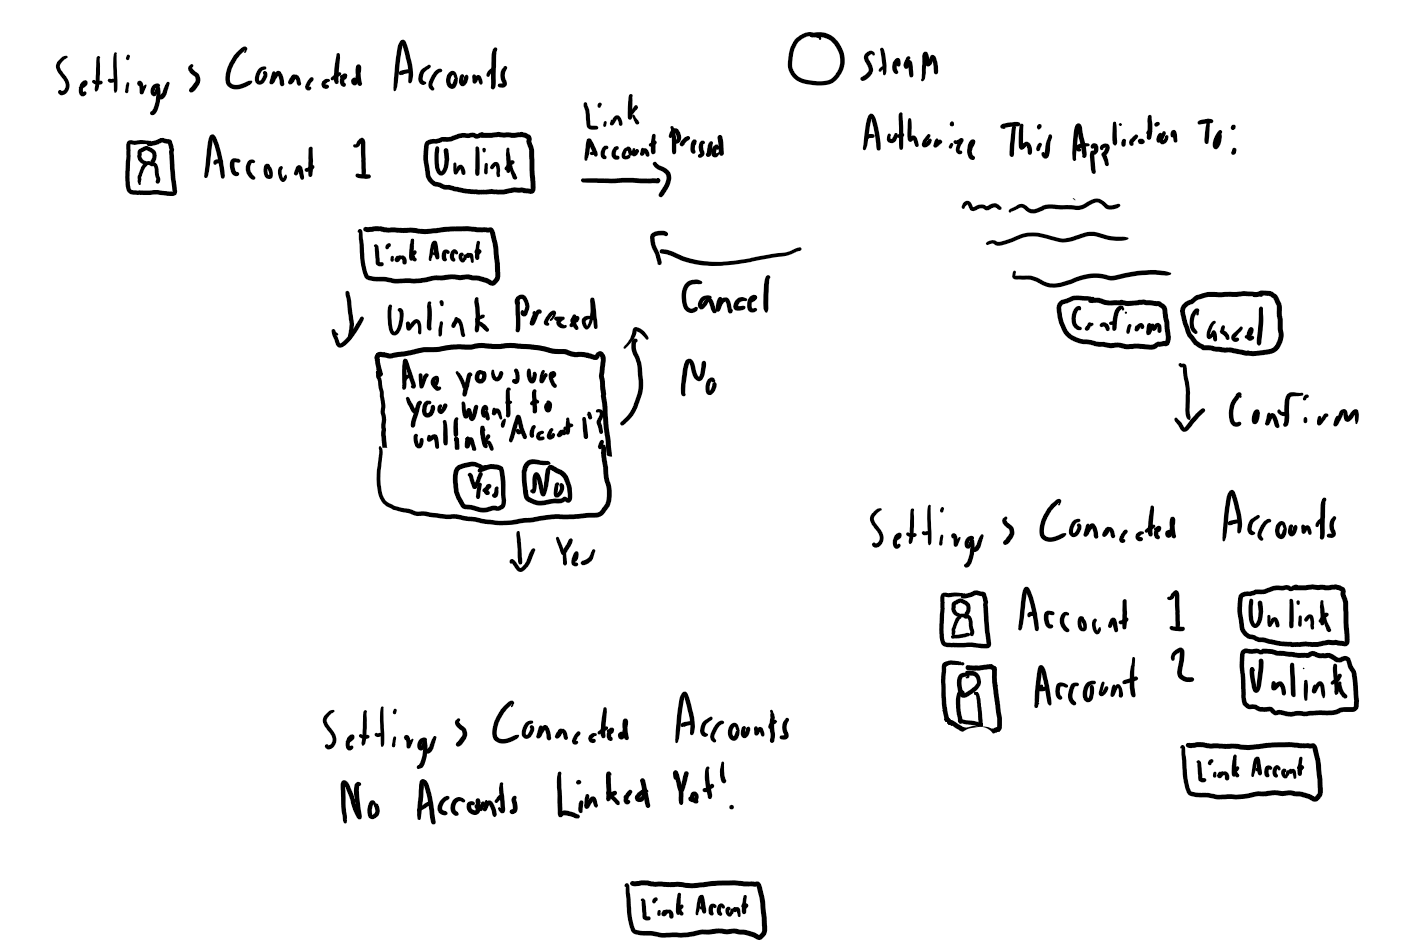 Settings > Connected Accounts
Account 1 Unlink
Link Account
Link
Account Pressed
Steam
Authorize This Application To:
Confirm Cancel
Cancel
Unlink Pressed
Are you sure
you want to
unlink 'Account 1'?
Yes No
No
Yes
Confirm
Settings > Connected Accounts
Account 1 Unlink
Account 2 Unlink
Link Account
Settings > Connected Accounts
No Accounts Linked Yet!
Link Account